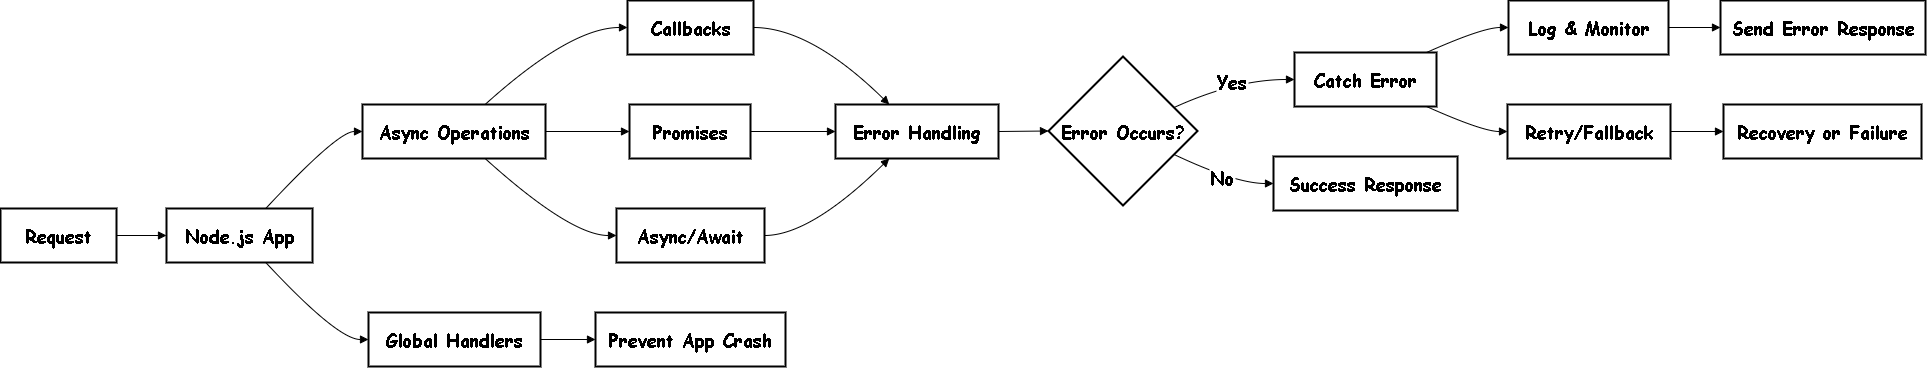 Request
Node.js App
Async Operations
Callbacks
Promises
Async/Await
Error Handling
Error Occurs?
Yes
No
Catch Error
Success Response
Log & Monitor
Send Error Response
Retry/Fallback
Recovery or Failure
Global Handlers
Prevent App Crash